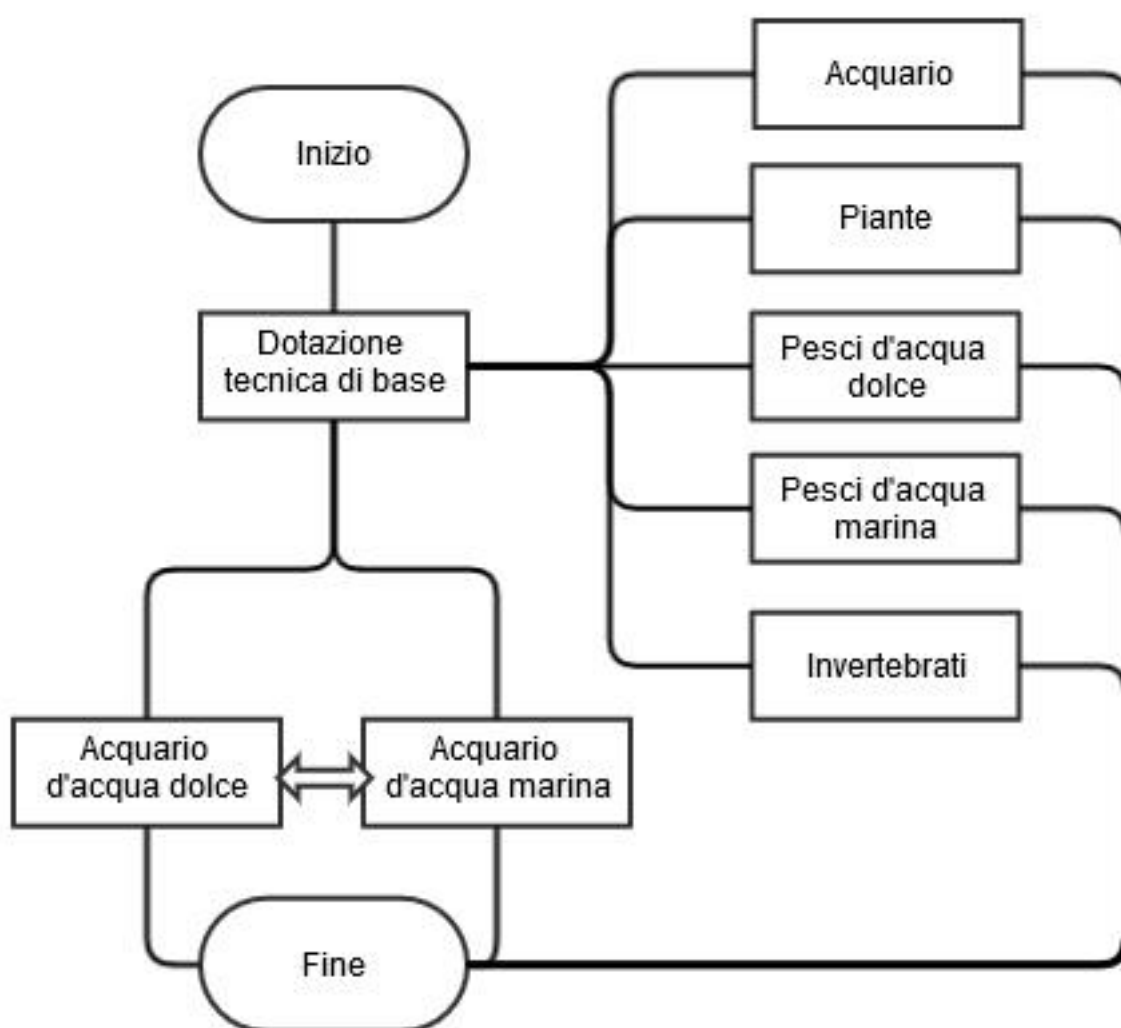 Inizio
Dotazione
tecnica di base
Acquario
Piante
Pesci d'acqua
dolce
Pesci d'acqua
marina
Invertebrati
Acquario
d'acqua dolce
Acquario
d'acqua marina
Fine